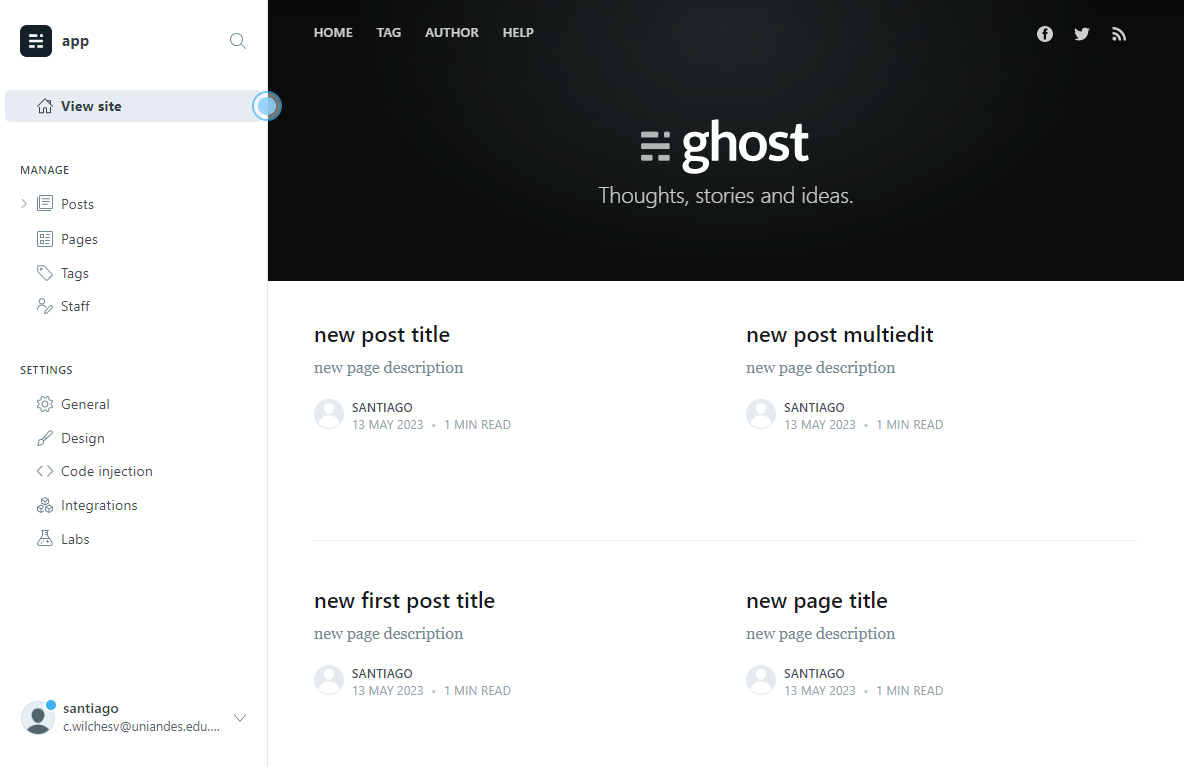 app
View site
MANAGE
Posts
Pages
Tags
Staff
SETTINGS
General
Design
Code injection
Integrations
Labs
santiago
c.wilchesv@uniandes.edu....
HOME TAG AUTHOR HELP
ghost
Thoughts, stories and ideas.
new post title
new page description
SANTIAGO
13 MAY 2023 • 1 MIN READ
new post multiedit
new page description
SANTIAGO
13 MAY 2023 • 1 MIN READ
new first post title
new page description
SANTIAGO
13 MAY 2023 • 1 MIN READ
new page title
new page description
SANTIAGO
13 MAY 2023 • 1 MIN READ